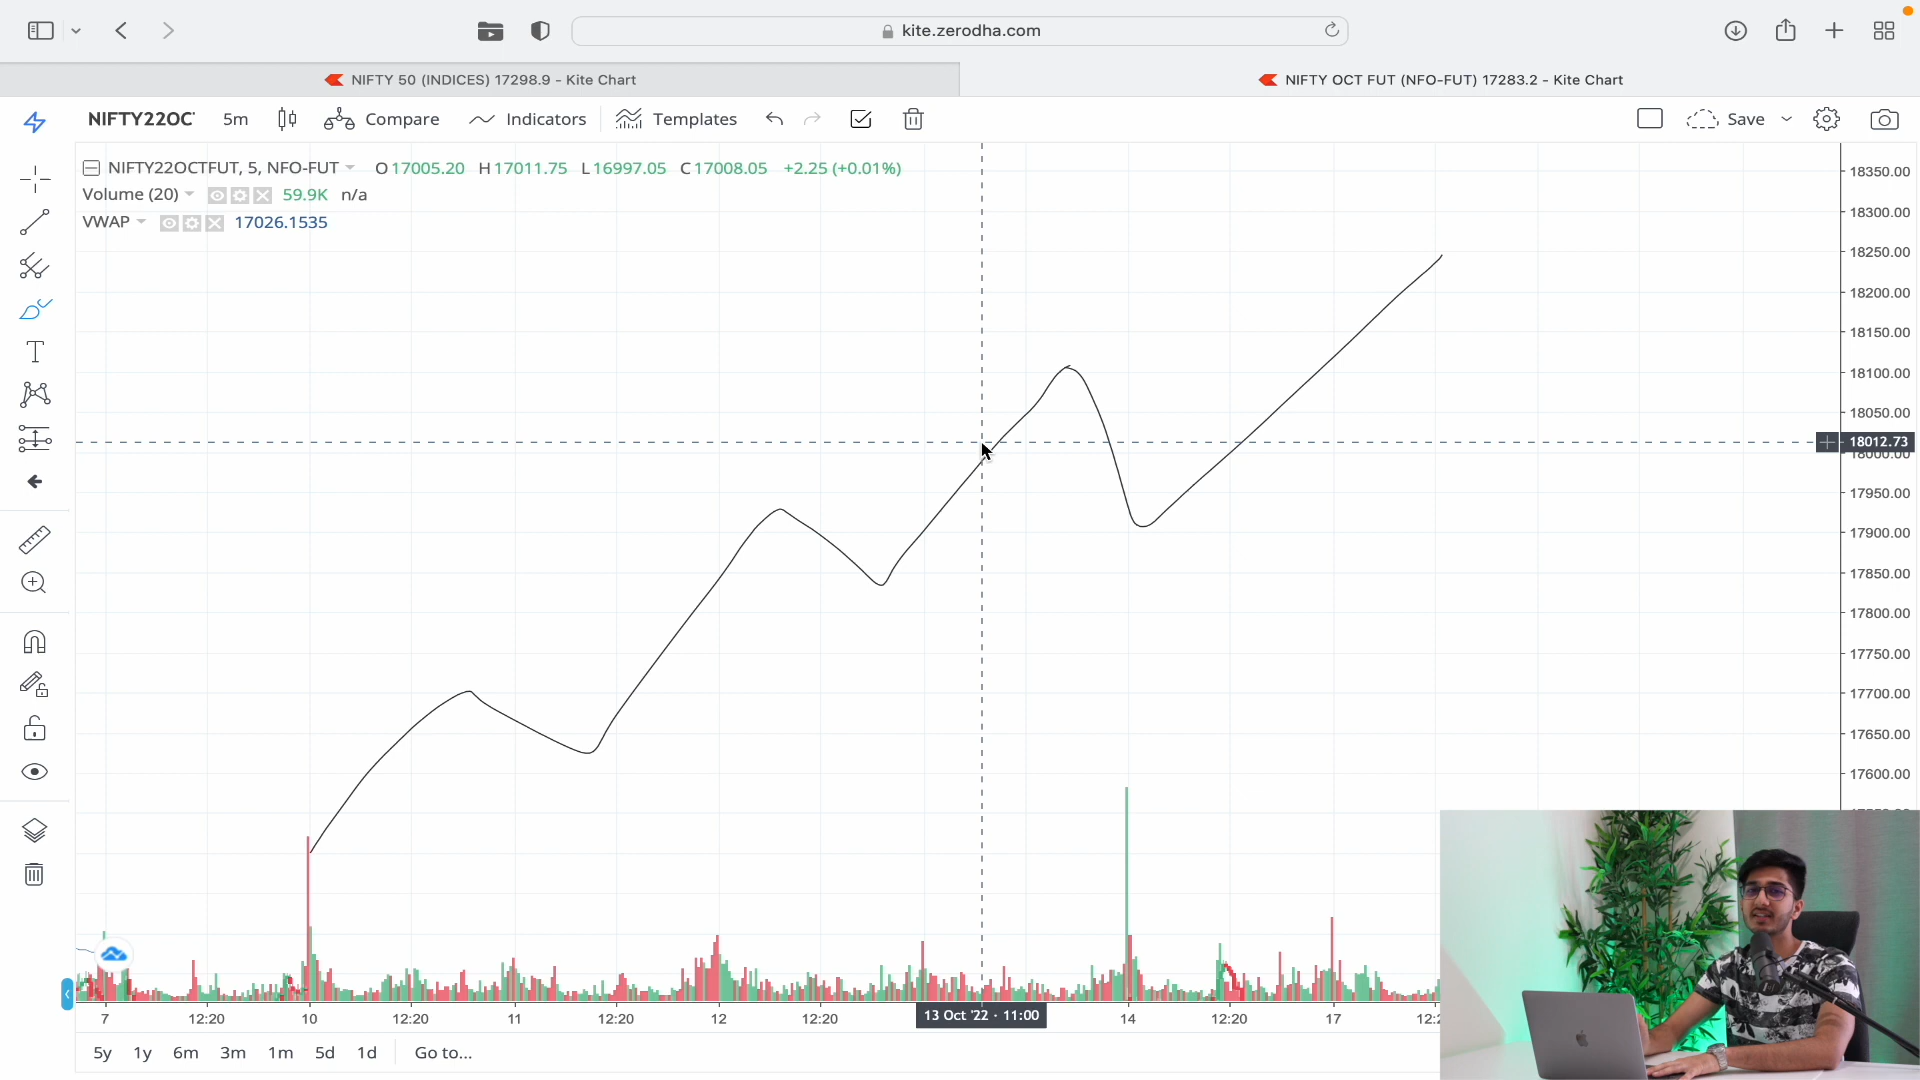 kite.zerodha.com
NIFTY 50 (INDICES) 17298.9 - Kite Chart
NIFTY OCT FUT (NFO-FUT) 17283.2 - Kite Chart
NIFTY22OC
5m
Compare
Indicators
Templates
Save
NIFTY22OCTFUT, 5, NFO-FUT O 17005.20 H 17011.75 L 16997.05 C 17008.05 +2.25 (+0.01%)
Volume (20) 59.9K n/a
VWAP 17026.1535
18350.00
18300.00
18250.00
18200.00
18150.00
18100.00
18050.00
18012.73
18000.00
17950.00
17900.00
17850.00
17800.00
17750.00
17700.00
17650.00
17600.00
7 12:20 10 12:20 11 12:20 12 12:20 13 Oct '22 · 11:00 14 12:20 17
5y 1y 6m 3m 1m 5d 1d Go to...